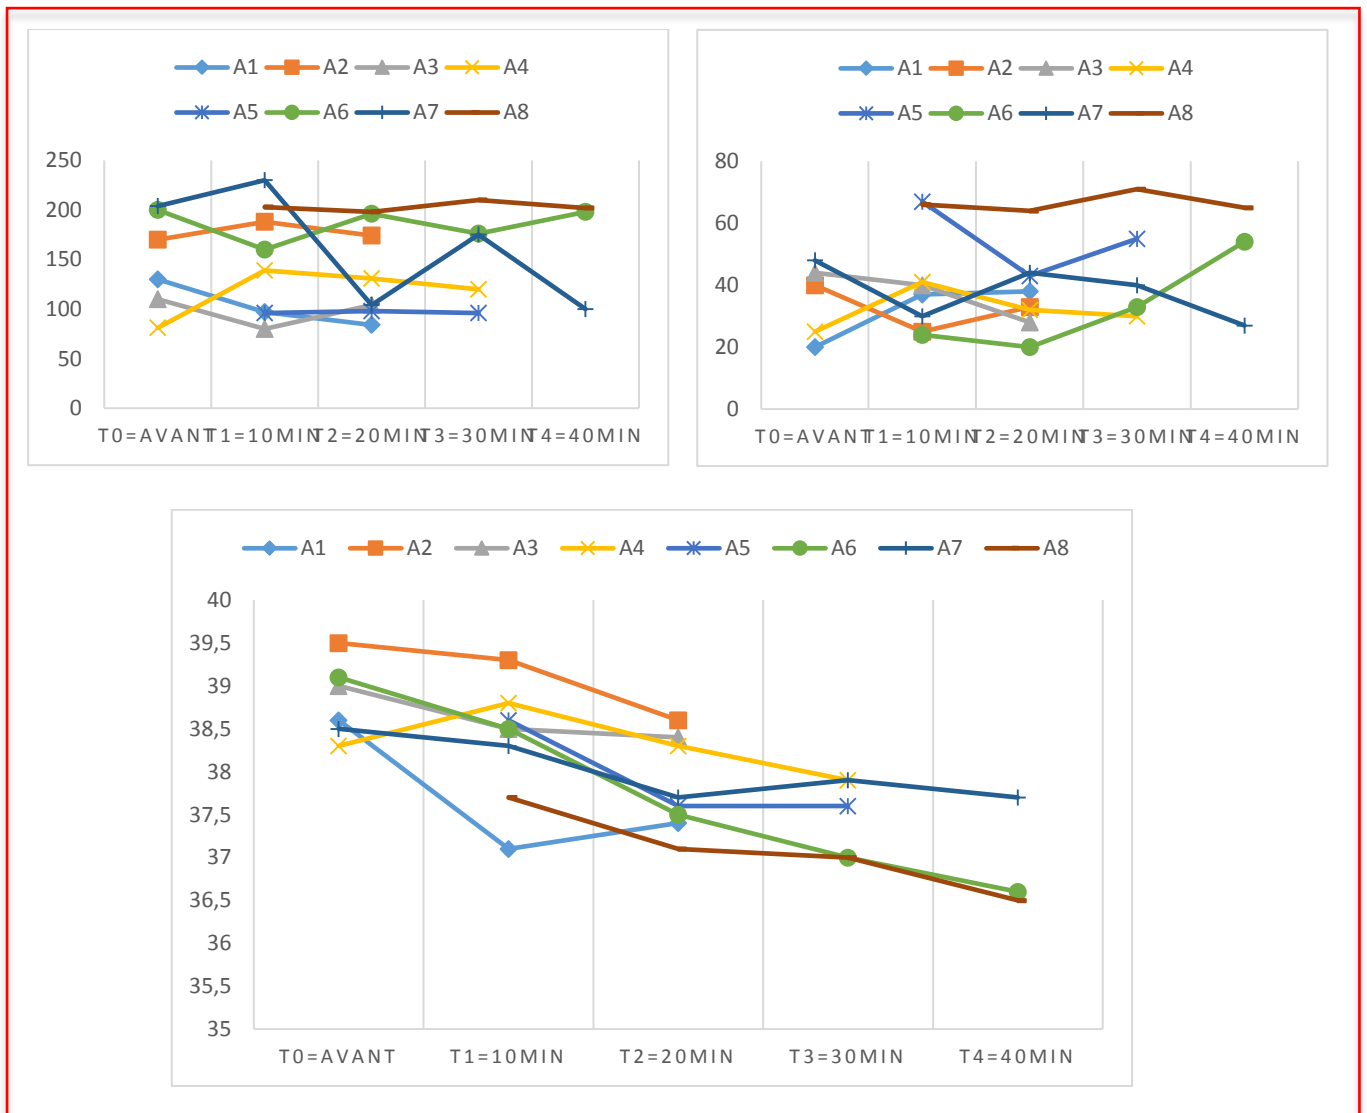 A1 A2 A3 A4
A5 A6 A7 A8
250
200
150
100
50
0
T0=AVANT T1=10MIN T2=20MIN T3=30MIN T4=40MIN
A1 A2 A3 A4
A5 A6 A7 A8
80
60
40
20
0
T0=AVANT T1=10MIN T2=20MIN T3=30MIN T4=40MIN
A1 A2 A3 A4 A5 A6 A7 A8
40
39,5
39
38,5
38
37,5
37
36,5
36
35,5
35
T0=AVANT T1=10MIN T2=20MIN T3=30MIN T4=40MIN